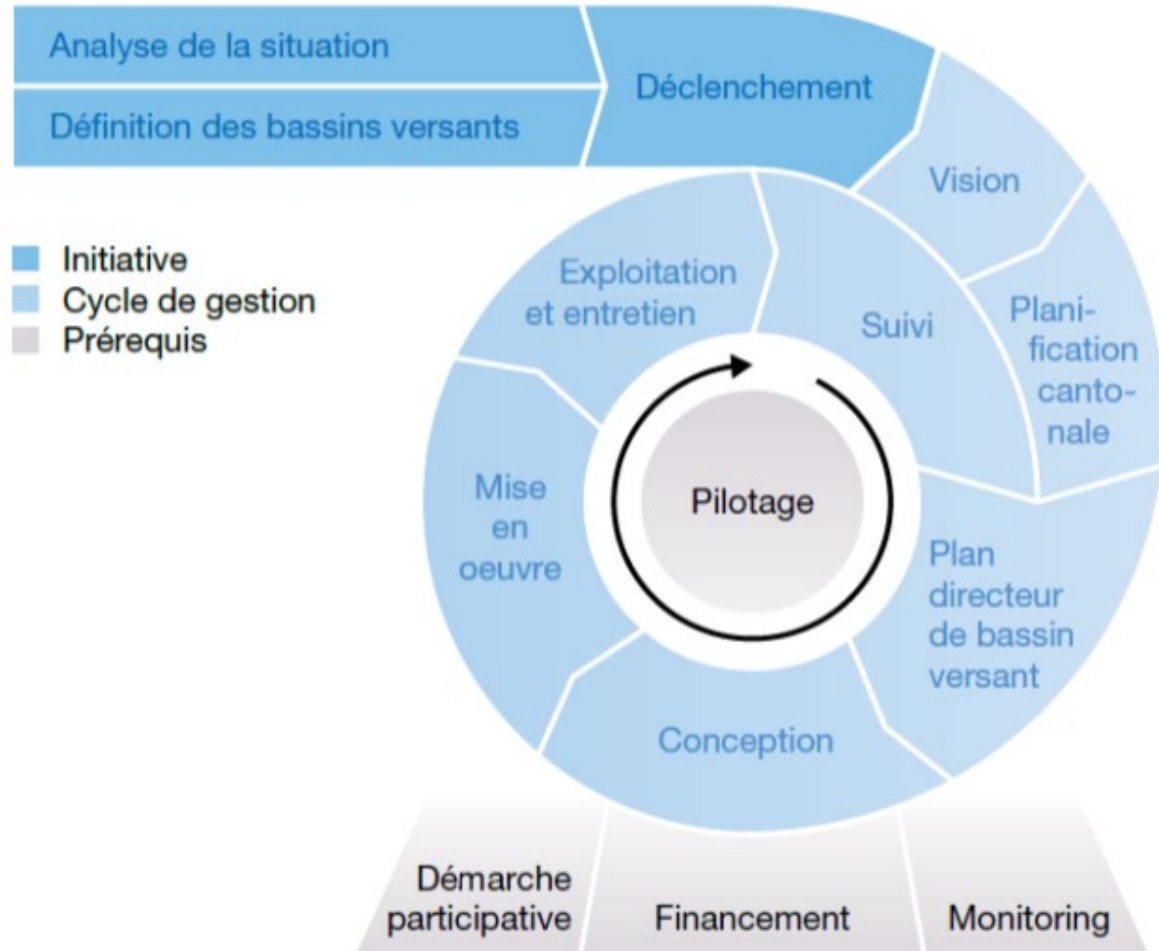 Analyse de la situation
Définition des bassins versants
Déclenchement
Vision
Plani-
fication
canto-
nale
Initiative
Cycle de gestion
Prérequis
Exploitation
et entretien
Suivi
Mise
en
oeuvre
Pilotage
Plan
directeur
de bassin
versant
Conception
Démarche
participative
Financement
Monitoring